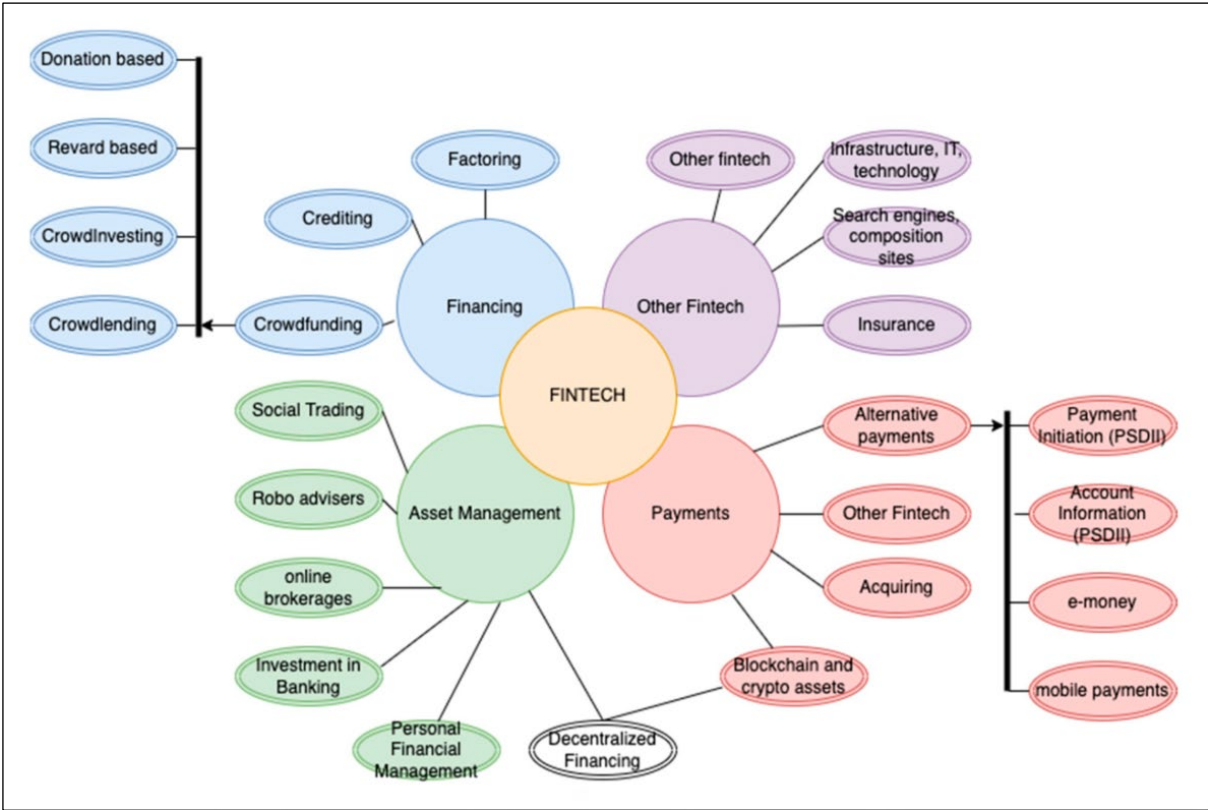 Donation based
Revard based
CrowdInvesting
Crowdlending
Crediting
Crowdfunding
Factoring
Financing
Other fintech
Infrastructure, IT,
technology
Search engines,
composition
sites
Insurance
Other Fintech
FINTECH
Social Trading
Robo advisers
online
brokerages
Investment in
Banking
Personal
Financial
Management
Asset Management
Decentralized
Financing
Payments
Alternative
payments
Other Fintech
Acquiring
Blockchain and
crypto assets
Payment
Initiation (PSDII)
Account
Information
(PSDII)
e-money
mobile payments